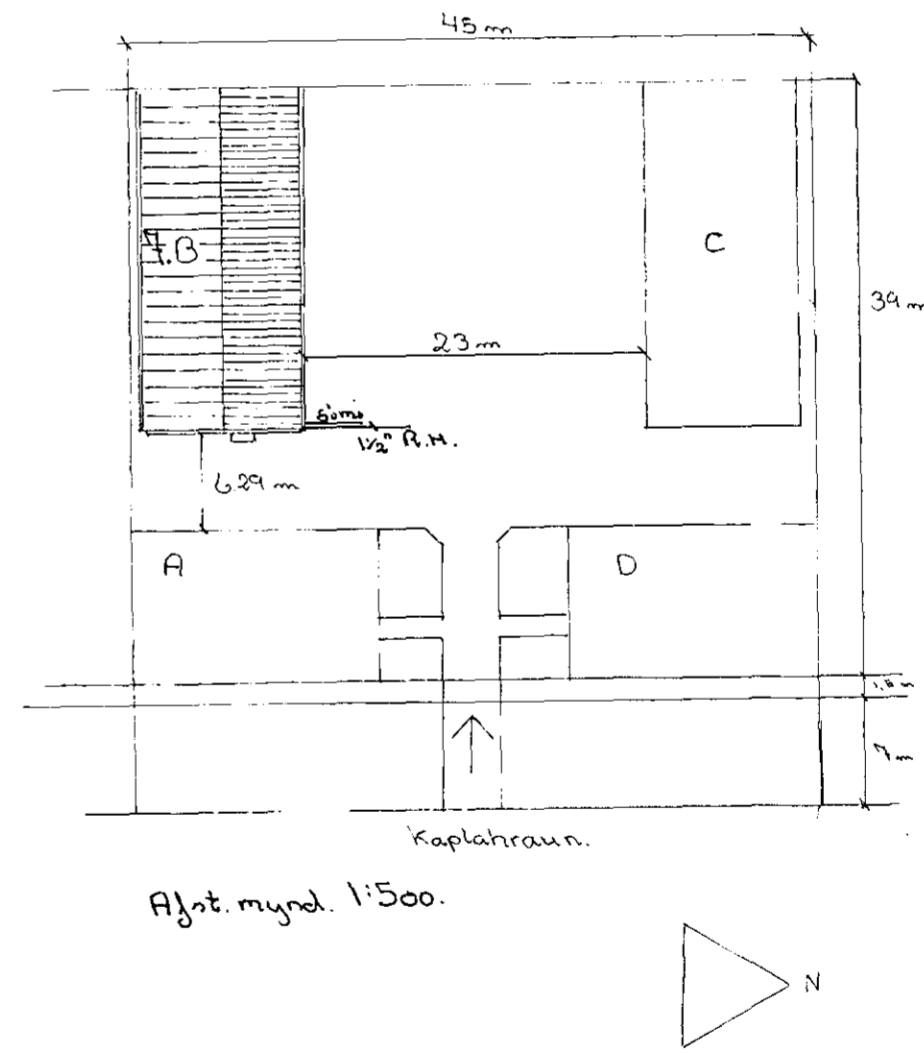 45 m
7.B
C
39 m
23 m
1½" R.H.
6.29 m
A
D
7 m
Kaplahraun.
Afst. mynd. 1:500.
N